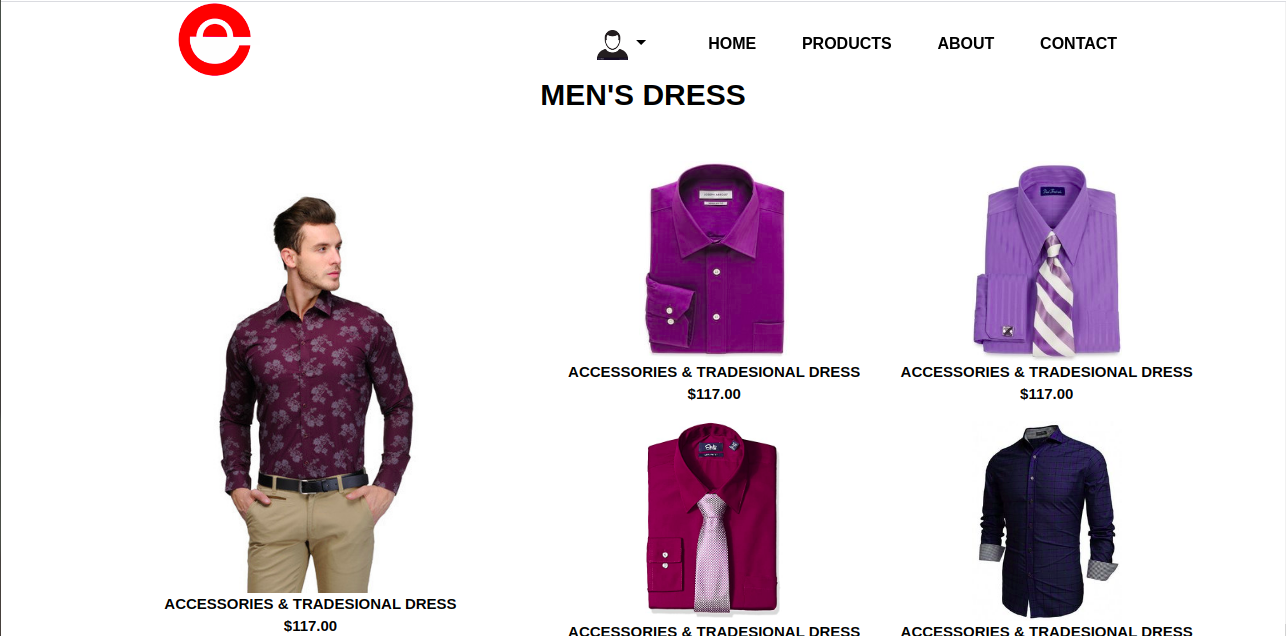 HOME PRODUCTS ABOUT CONTACT
MEN'S DRESS
ACCESSORIES & TRADESIONAL DRESS
$117.00
ACCESSORIES & TRADESIONAL DRESS
$117.00
ACCESSORIES & TRADESIONAL DRESS
$117.00
ACCESSORIES & TRADESIONAL DRESS
ACCESSORIES & TRADESIONAL DRESS